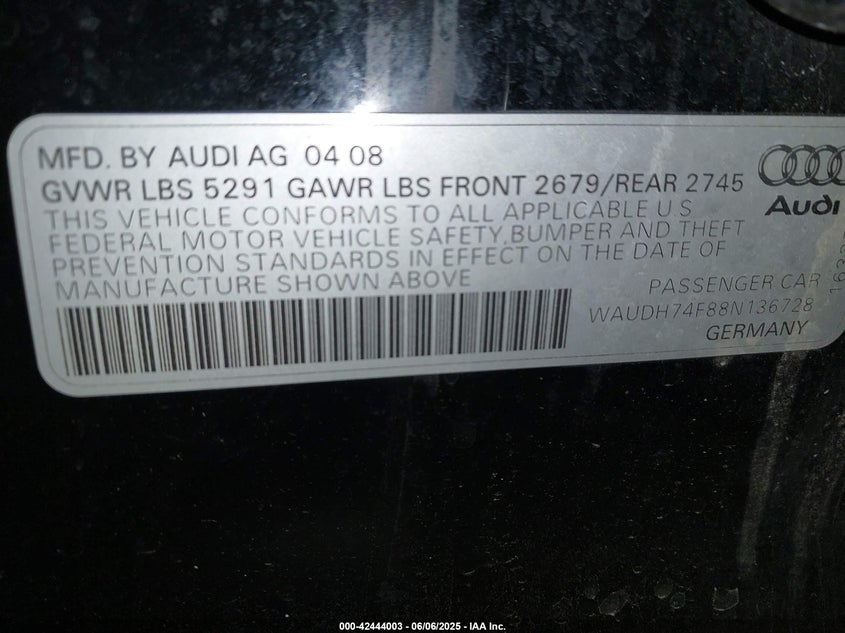 MFD. BY AUDI AG 04 08
GVWR LBS 5291 GAWR LBS FRONT 2679/REAR 2745
THIS VEHICLE CONFORMS TO ALL APPLICABLE U.S
FEDERAL MOTOR VEHICLE SAFETY, BUMPER AND THEFT
PREVENTION STANDARDS IN EFFECT ON THE DATE OF
MANUFACTURE SHOWN ABOVE
Audi
PASSENGER CAR
WAUDH74F88N136728
GERMANY
000-42444003 - 06/06/2025 - IAA Inc.